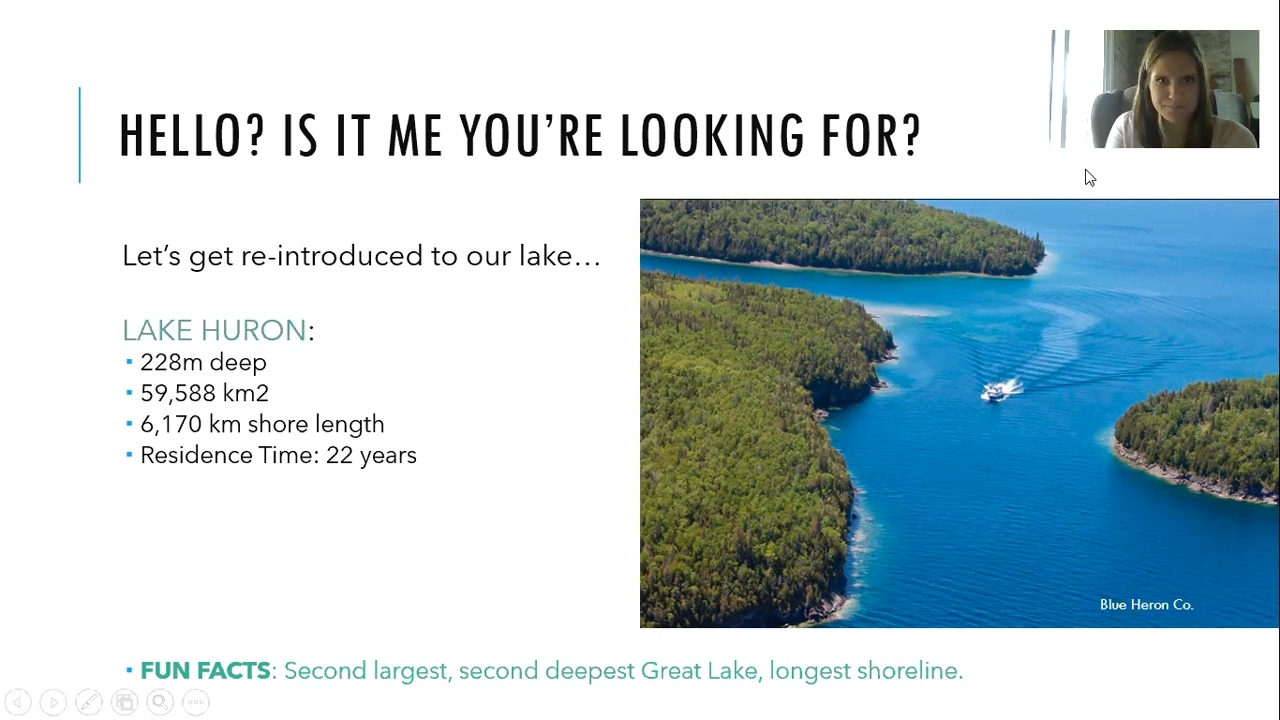 HELLO? IS IT ME YOU’RE LOOKING FOR?
Let’s get re-introduced to our lake…
LAKE HURON:
▪ 228m deep
▪ 59,588 km2
▪ 6,170 km shore length
▪ Residence Time: 22 years
Blue Heron Co.
▪ FUN FACTS: Second largest, second deepest Great Lake, longest shoreline.